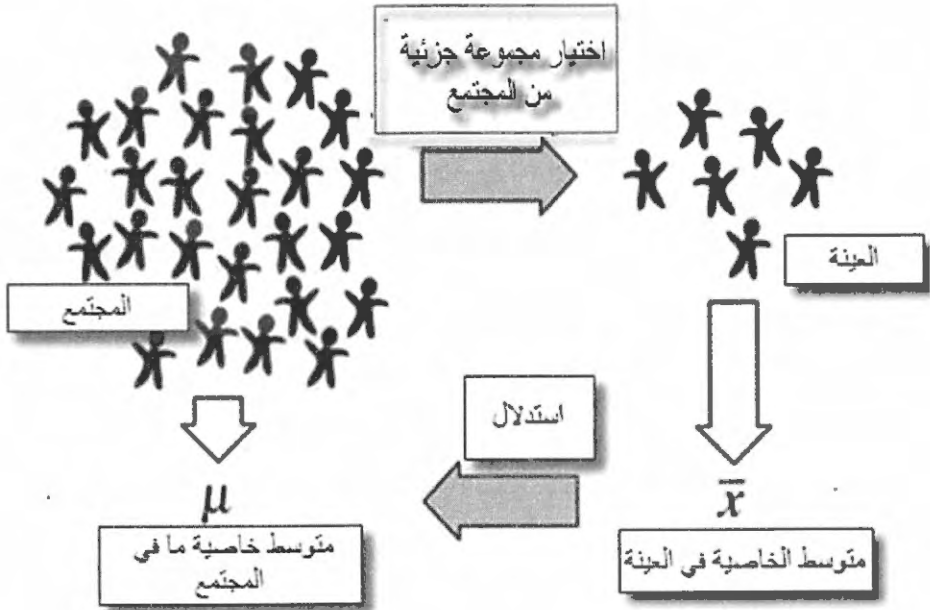 اختيار مجموعة جزئية
من المجتمع
العينة
المجتمع
استدلال
μ
x̄
متوسط خاصية ما في
المجتمع
متوسط الخاصية في العينة